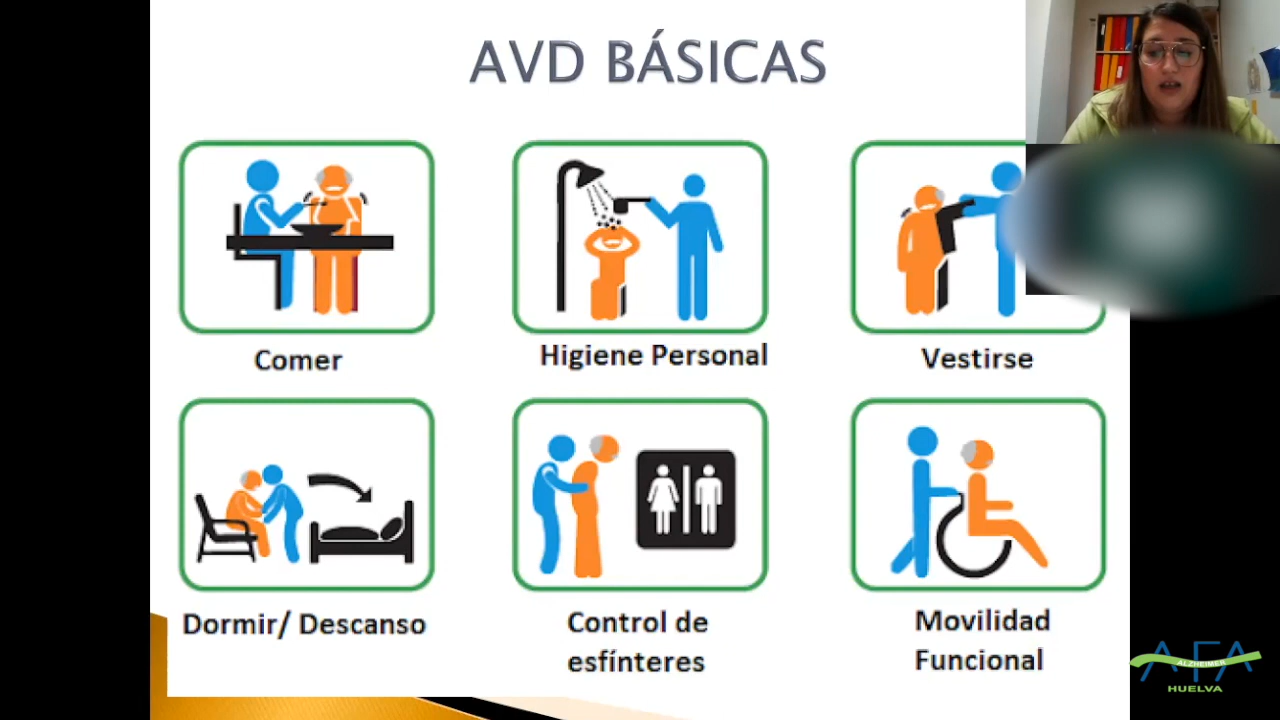 AVD BÁSICAS
Comer
Higiene Personal
Vestirse
Dormir/ Descanso
Control de
esfínteres
Movilidad
Funcional
AFA
ALZHEIMER
HUELVA